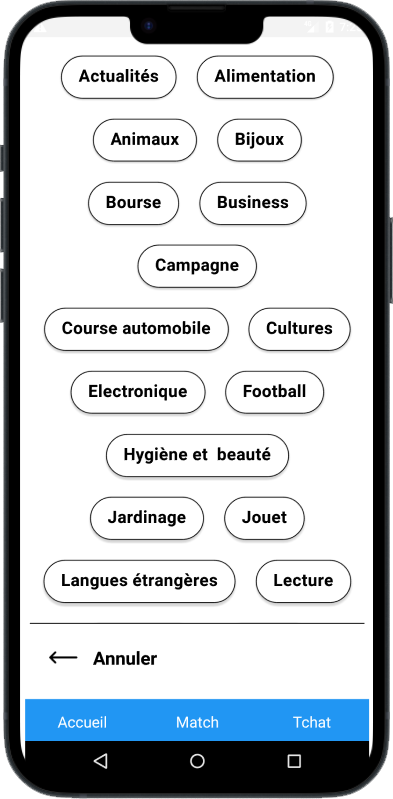 Actualités Alimentation
Animaux Bijoux
Bourse Business
Campagne
Course automobile Cultures
Electronique Football
Hygiène et  beauté
Jardinage Jouet
Langues étrangères Lecture
Annuler
Accueil Match Tchat